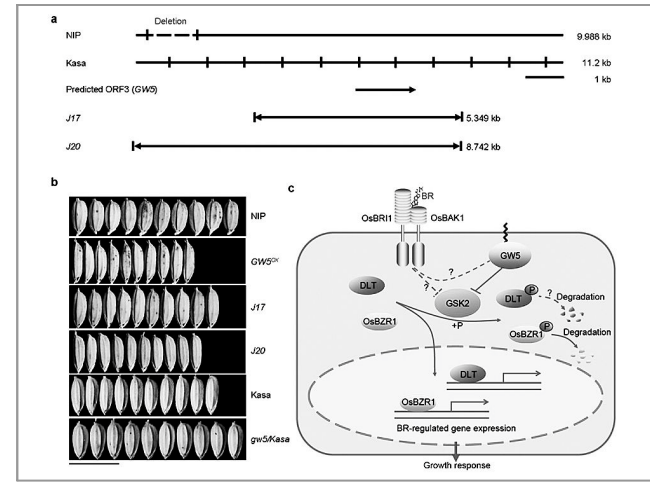 a
Deletion
NIP 9.988 kb
Kasa 11.2 kb
1 kb
Predicted ORF3 (GW5)
J17 5.349 kb
J20 8.742 kb
b
NIP
GW5ᴼˣ
J17
J20
Kasa
gw5/Kasa
c
BR
OsBRI1 OsBAK1
GW5
?
?
DLT
GSK2
DLT P ?
Degradation
+P
OsBZR1
OsBZR1 P
Degradation
DLT
OsBZR1
BR-regulated gene expression
Growth response